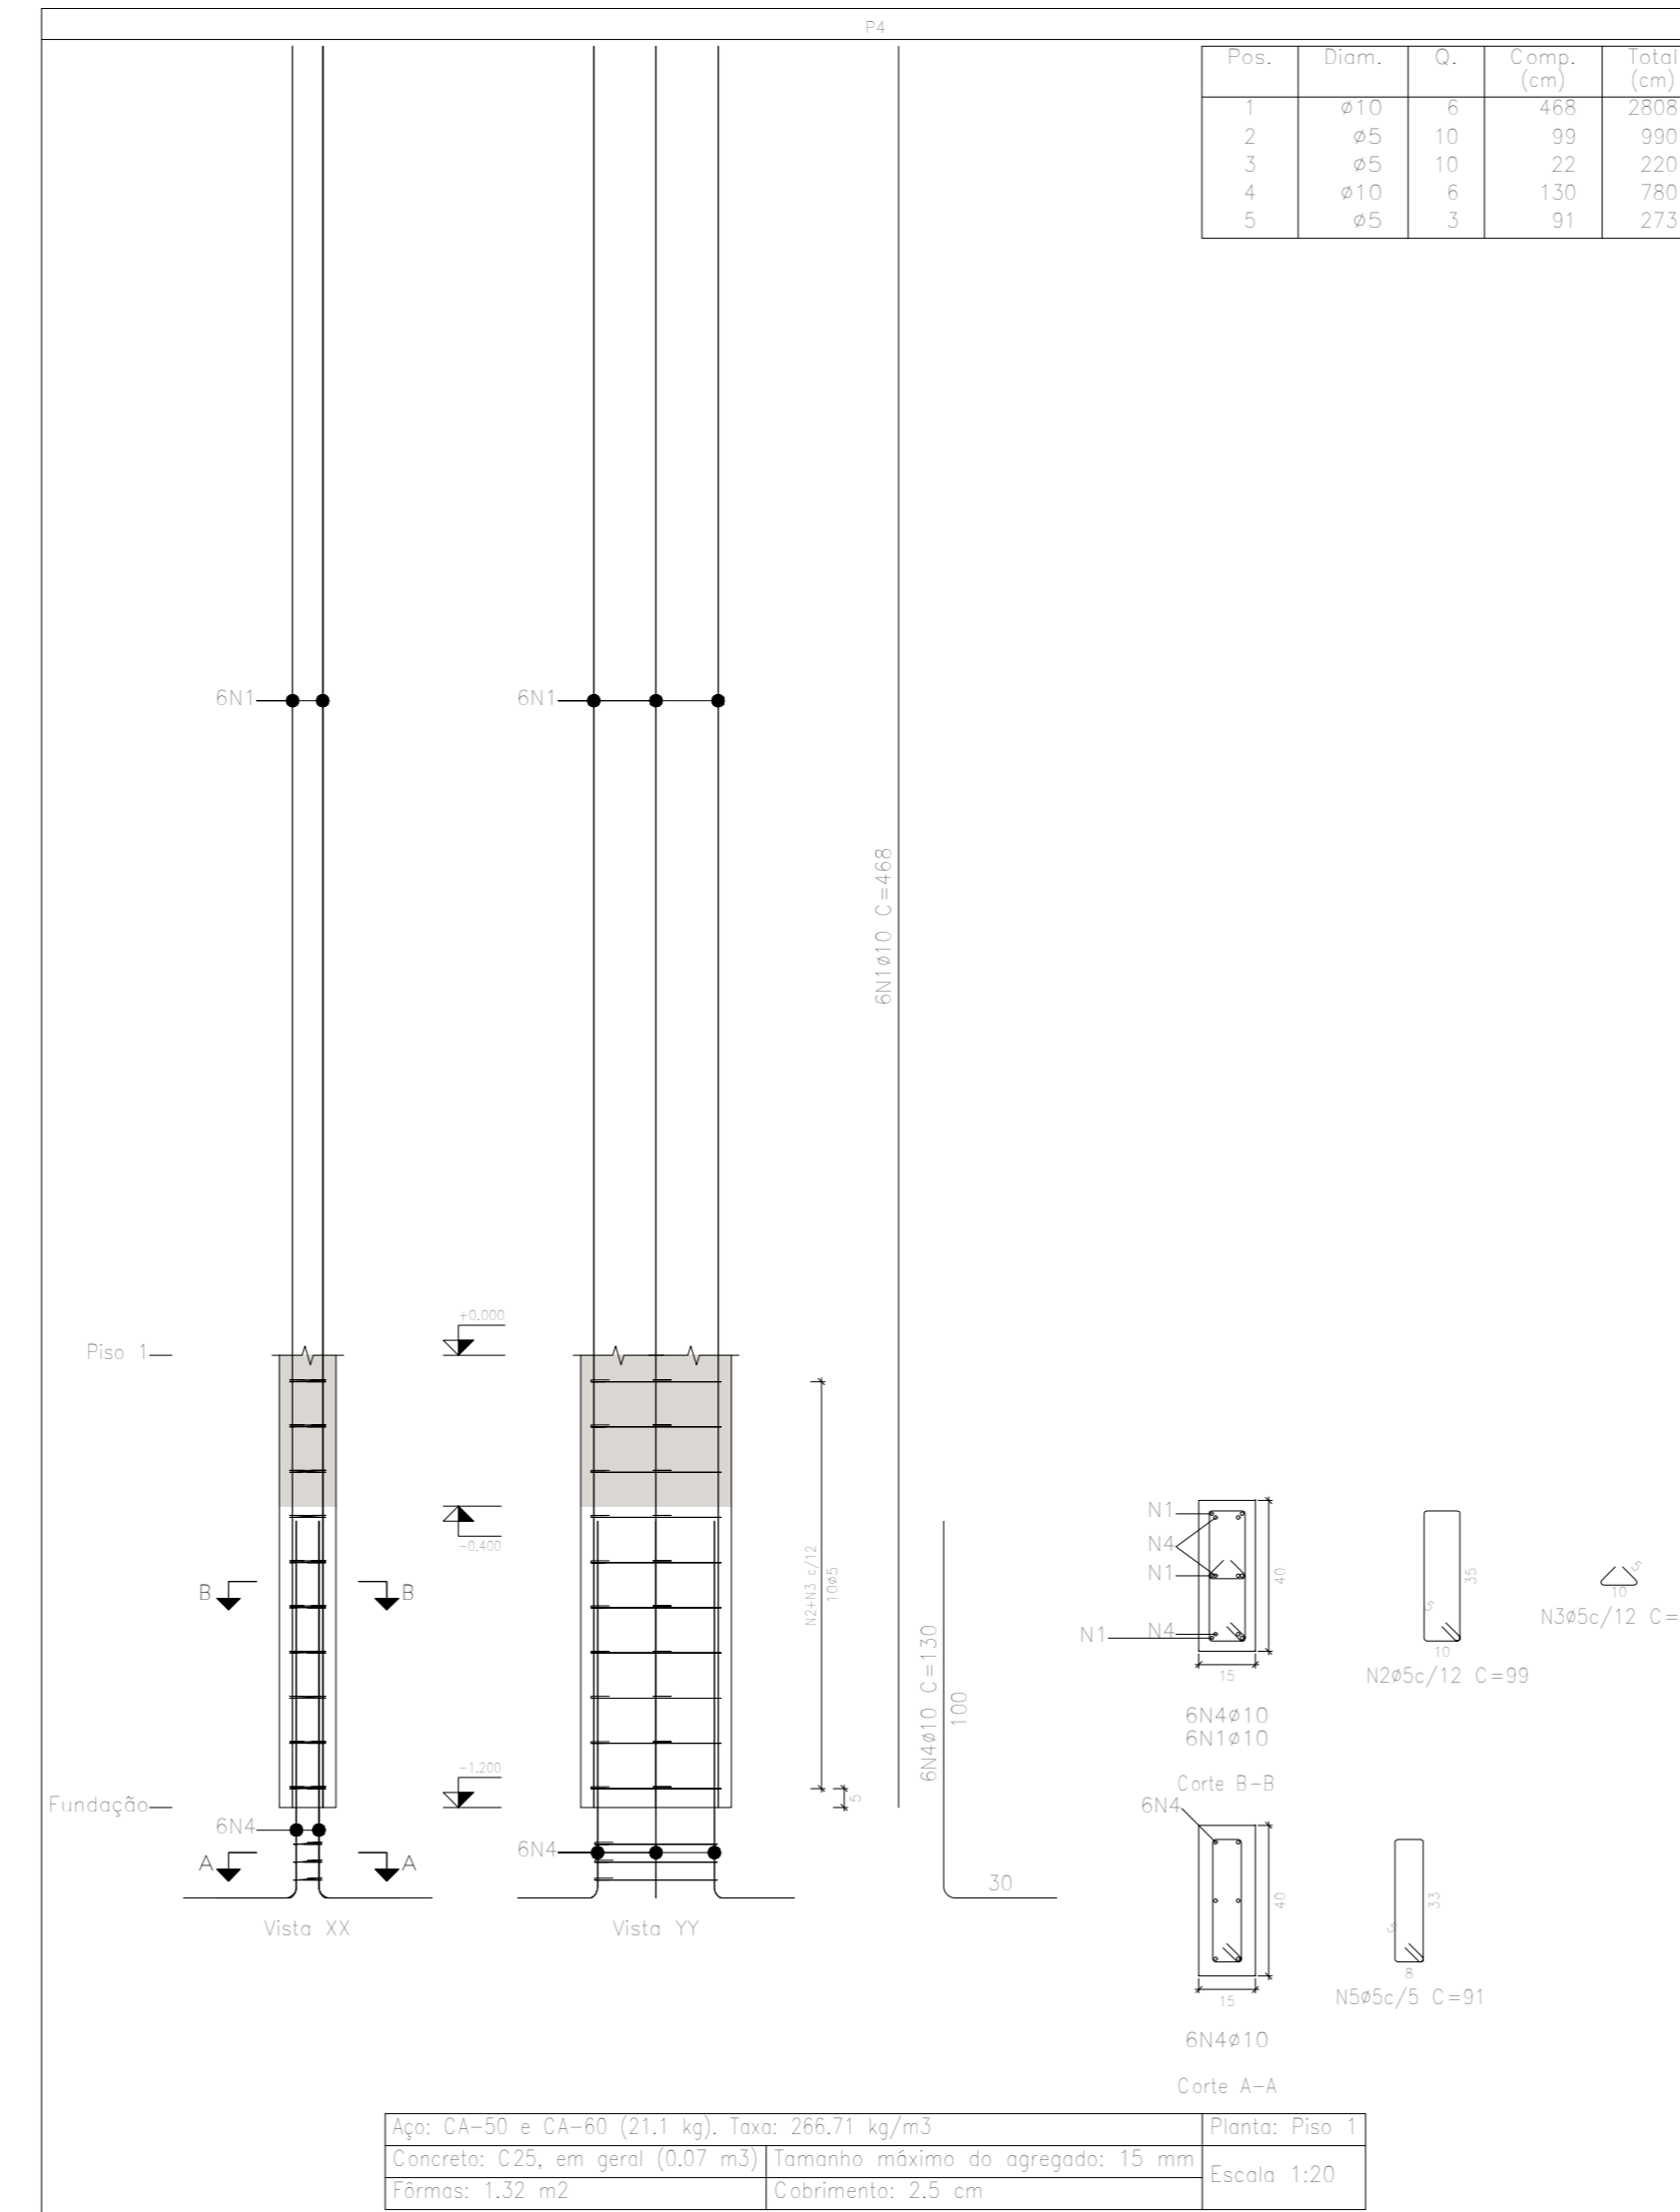 P4
Pos. Diam. Q. Comp. (cm) Total (cm)
1 ø10 6 468 2808
2 ø5 10 99 990
3 ø5 10 22 220
4 ø10 6 130 780
5 ø5 3 91 273
6N1
6N1
6N1ø10 C=468
Piso 1
+0.000
-0.400
B B
N2+N3 c/12
10ø5
-1.200
5
Fundação
6N4
6N4
A A
Vista XX
Vista YY
6N4ø10 C=130
100
30
N1
N4
N1
N1
N4
40
15
6N4ø10
6N1ø10
Corte B-B
35
5
10
N2ø5c/12 C=99
5
10
N3ø5c/12 C=
6N4
40
15
6N4ø10
Corte A-A
33
5
8
N5ø5c/5 C=91
Aço: CA-50 e CA-60 (21.1 kg). Taxa: 266.71 kg/m3
Planta: Piso 1
Concreto: C25, em geral (0.07 m3)
Tamanho máximo do agregado: 15 mm
Escala 1:20
Fôrmas: 1.32 m2
Cobrimento: 2.5 cm